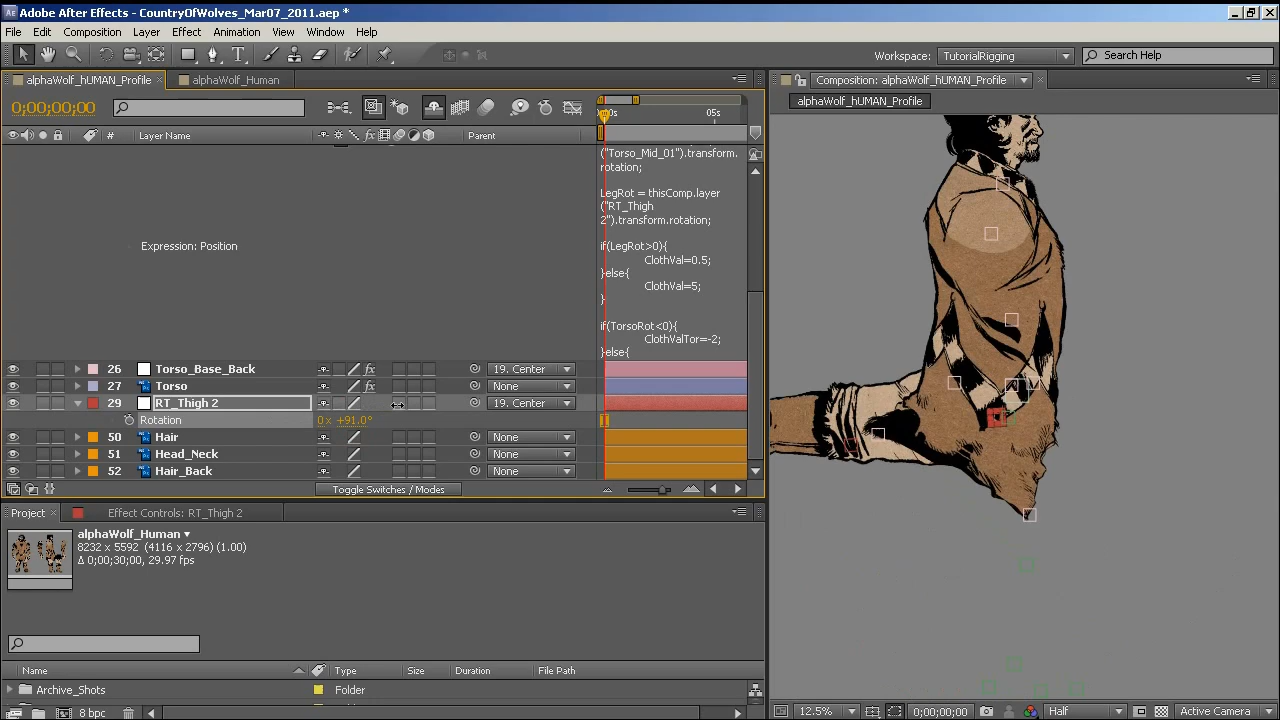 Adobe After Effects - CountryOfWolves_Mar07_2011.aep *
File Edit Composition Layer Effect Animation View Window Help
Workspace: TutorialRigging Search Help
alphaWolf_hUMAN_Profile alphaWolf_Human
Composition: alphaWolf_hUMAN_Profile
0;00;00;00
alphaWolf_hUMAN_Profile
05s
# Layer Name Parent
("Torso_Mid_01").transform.
rotation;
LegRot = thisComp.layer
("RT_Thigh
2").transform.rotation;
Expression: Position
if(LegRot>0){
ClothVal=0.5;
}else{
ClothVal=5;
}
if(TorsoRot<0){
ClothValTor=-2;
}else{
26 Torso_Base_Back 19. Center
27 Torso None
29 RT_Thigh 2 19. Center
Rotation 0x +91.0°
50 Hair None
51 Head_Neck None
52 Hair_Back None
Toggle Switches / Modes
Project Effect Controls: RT_Thigh 2
alphaWolf_Human
8232 x 5592 (4116 x 2796) (1.00)
Δ 0;00;30;00, 29.97 fps
Name Type Size Duration File Path
Archive_Shots Folder
8 bpc
12.5% 0;00;00;00 Half Active Camera